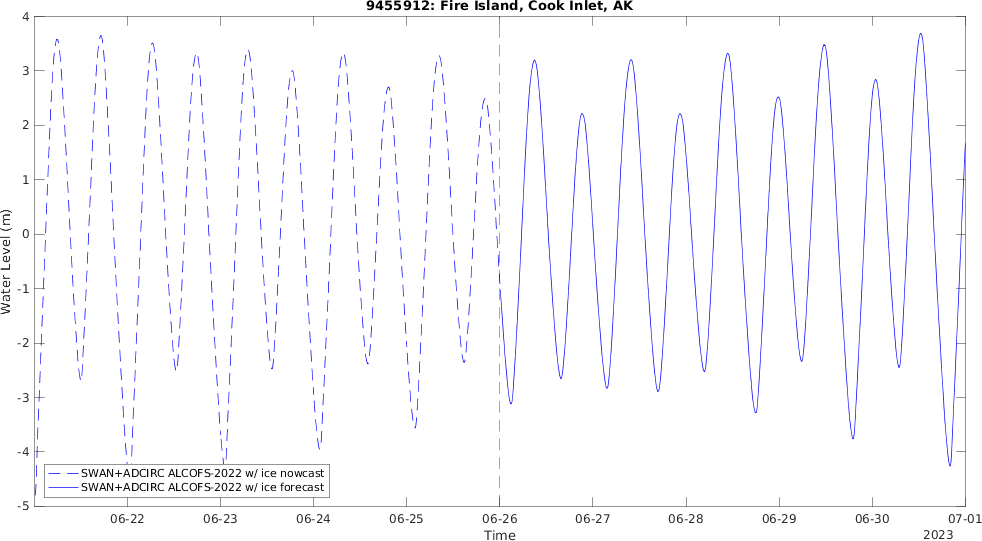 9455912: Fire Island, Cook Inlet, AK
4
3
2
1
0
-1
-2
-3
-4
-5
Water Level (m)
SWAN+ADCIRC ALCOFS-2022 w/ ice nowcast
SWAN+ADCIRC ALCOFS-2022 w/ ice forecast
06-22 06-23 06-24 06-25 06-26 06-27 06-28 06-29 06-30 07-01
Time
2023